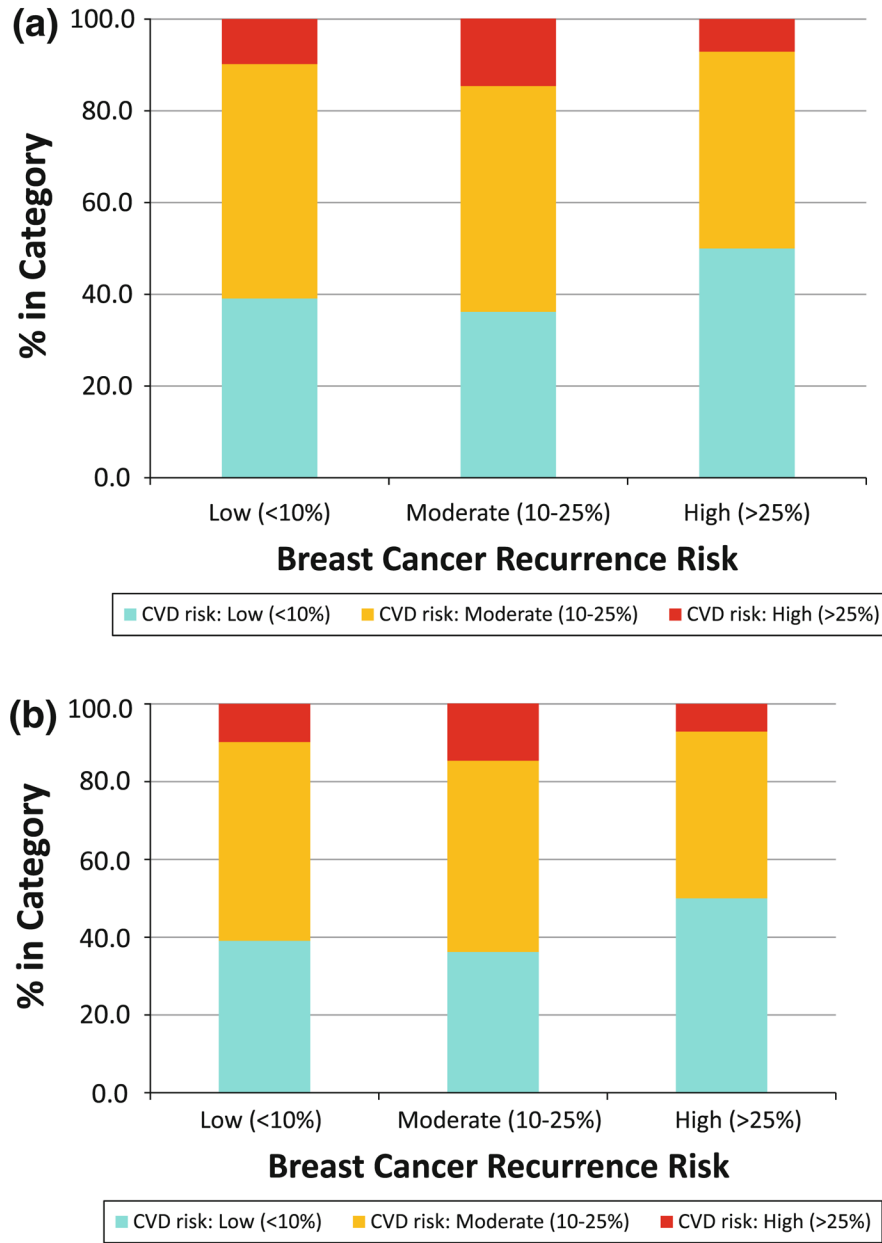 (a)
100.0
80.0
60.0
40.0
20.0
0.0
% in Category
Low (<10%) Moderate (10-25%) High (>25%)
Breast Cancer Recurrence Risk
CVD risk: Low (<10%) CVD risk: Moderate (10-25%) CVD risk: High (>25%)
(b)
100.0
80.0
60.0
40.0
20.0
0.0
% in Category
Low (<10%) Moderate (10-25%) High (>25%)
Breast Cancer Recurrence Risk
CVD risk: Low (<10%) CVD risk: Moderate (10-25%) CVD risk: High (>25%)